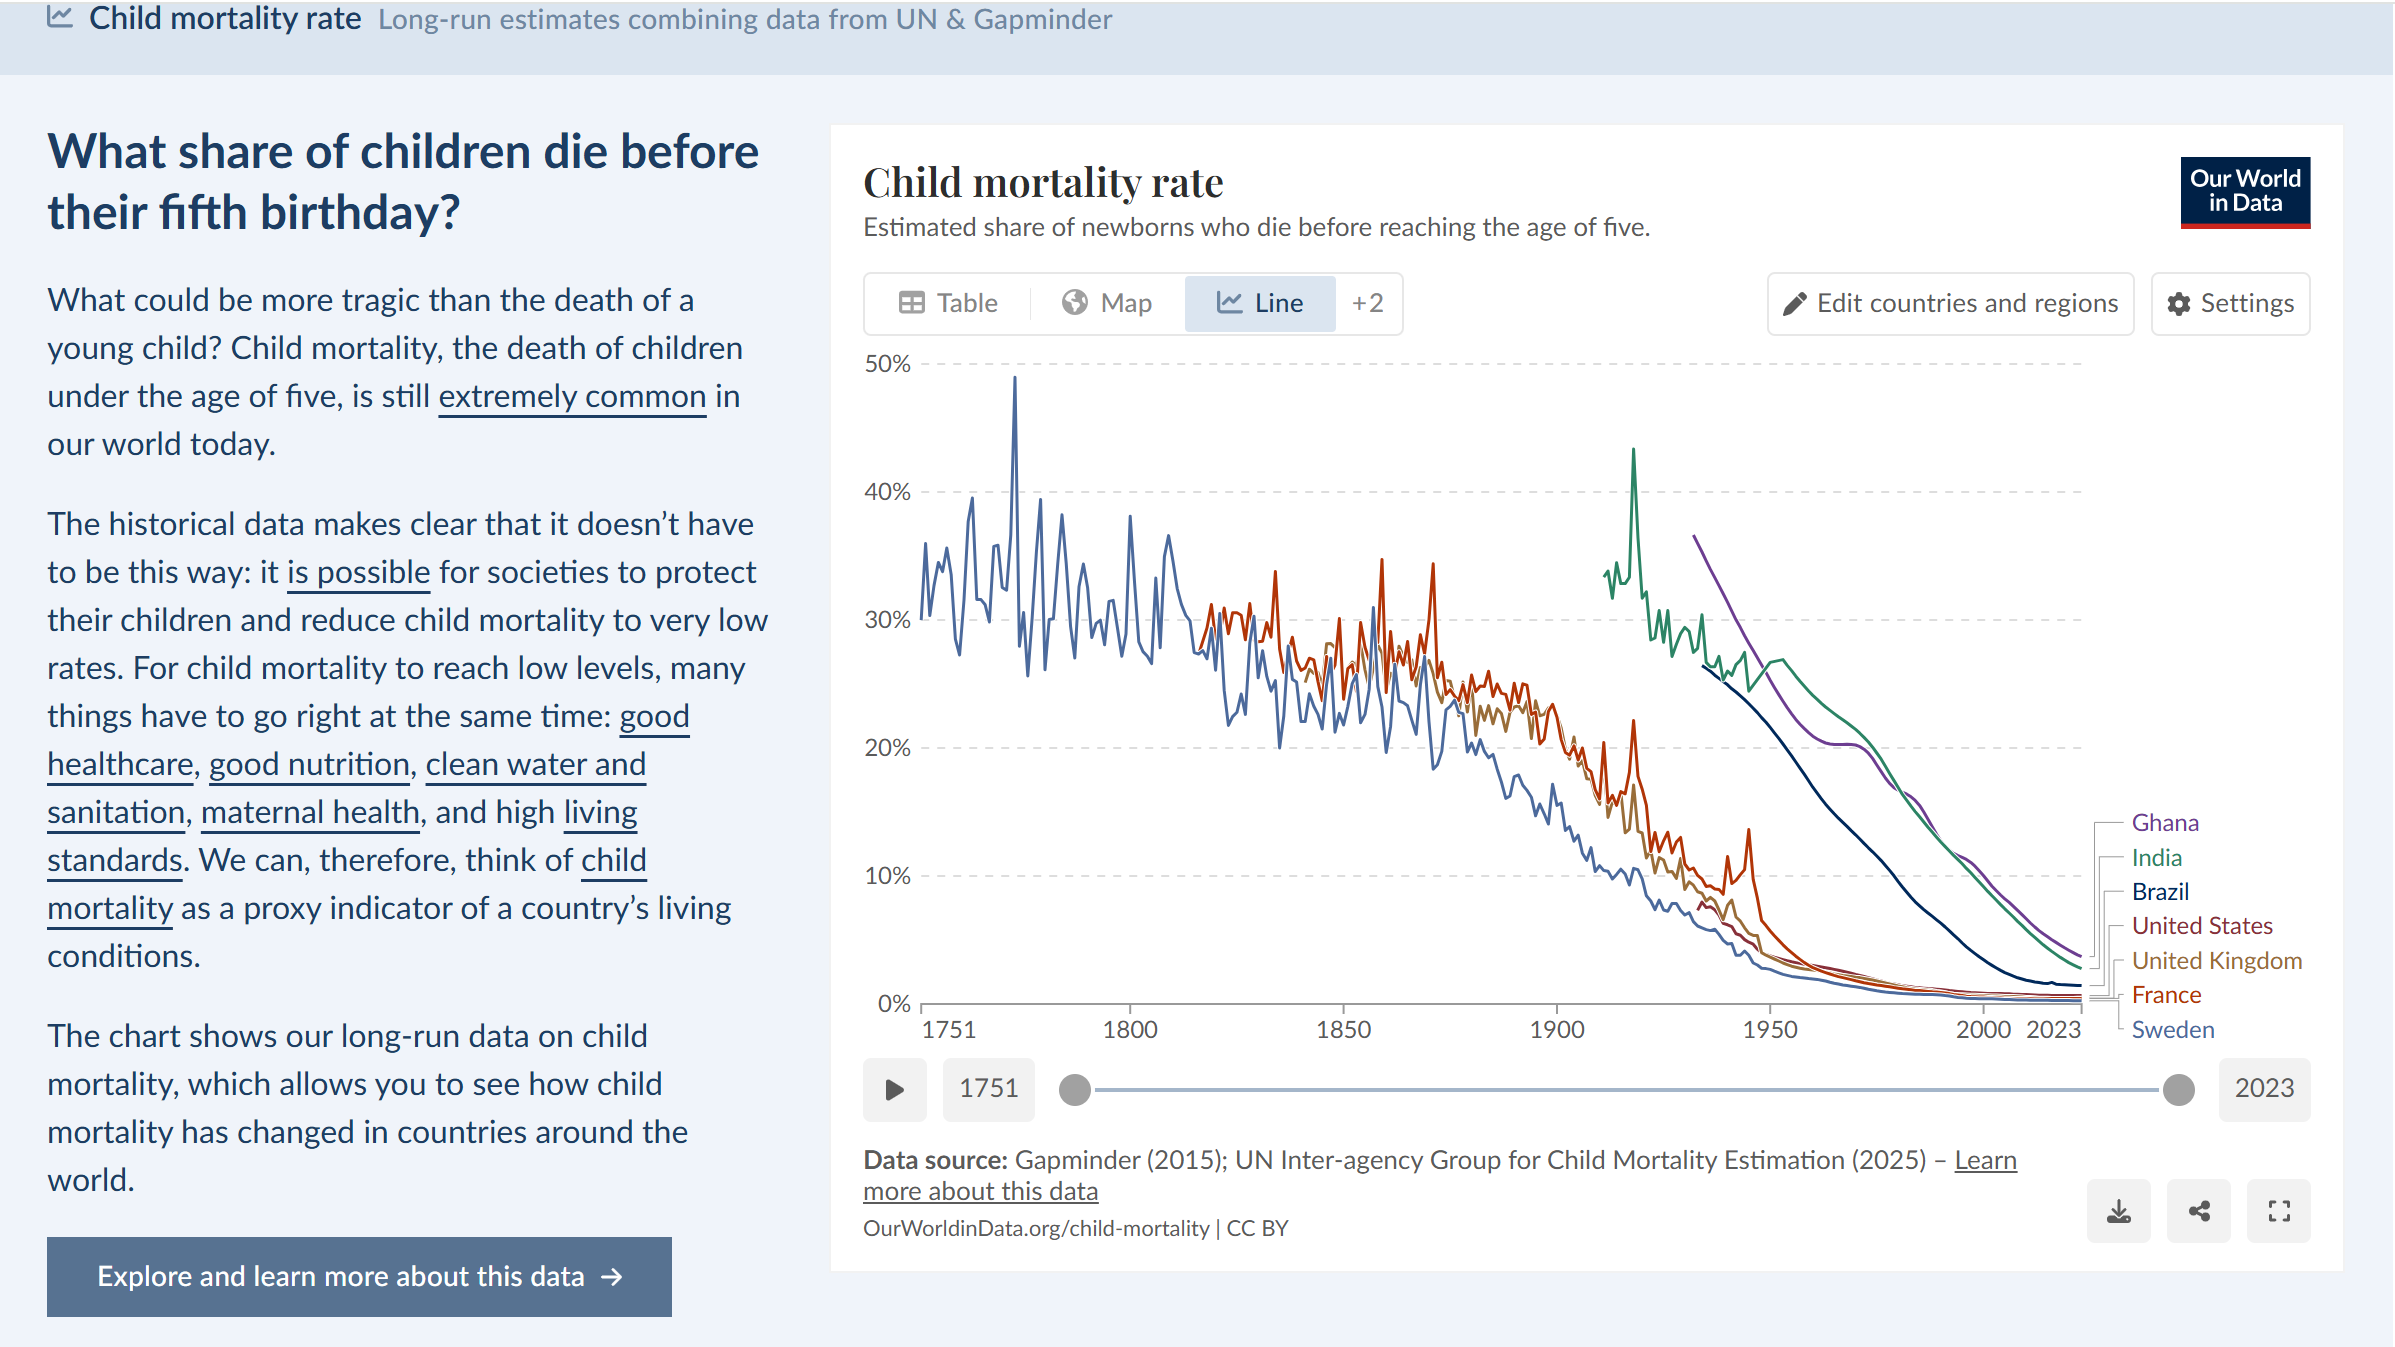 Child mortality rate Long-run estimates combining data from UN & Gapminder
What share of children die before
their fifth birthday?
What could be more tragic than the death of a
young child? Child mortality, the death of children
under the age of five, is still extremely common in
our world today.
The historical data makes clear that it doesn’t have
to be this way: it is possible for societies to protect
their children and reduce child mortality to very low
rates. For child mortality to reach low levels, many
things have to go right at the same time: good
healthcare, good nutrition, clean water and
sanitation, maternal health, and high living
standards. We can, therefore, think of child
mortality as a proxy indicator of a country’s living
conditions.
The chart shows our long-run data on child
mortality, which allows you to see how child
mortality has changed in countries around the
world.
Explore and learn more about this data →
Child mortality rate
Estimated share of newborns who die before reaching the age of five.
Our World
in Data
Table Map Line +2
Edit countries and regions Settings
50%
40%
30%
20%
10%
0%
1751 1800 1850 1900 1950 2000 2023
Ghana
India
Brazil
United States
United Kingdom
France
Sweden
1751 2023
Data source: Gapminder (2015); UN Inter-agency Group for Child Mortality Estimation (2025) – Learn
more about this data
OurWorldinData.org/child-mortality | CC BY